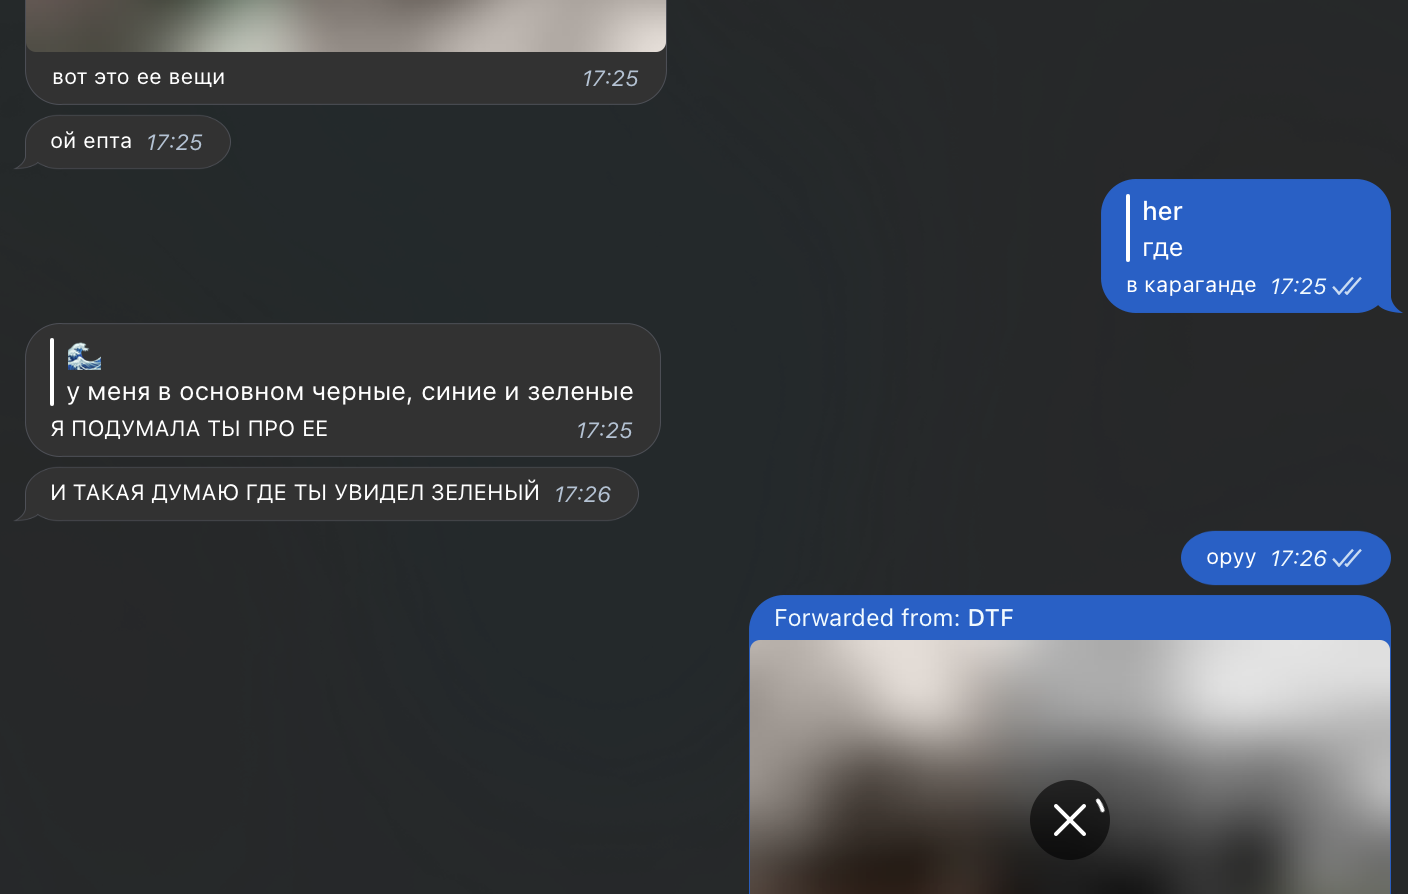 вот это ее вещи 17:25
ой епта 17:25
her
где
в караганде 17:25
🌊
у меня в основном черные, синие и зеленые
Я ПОДУМАЛА ТЫ ПРО ЕЕ 17:25
И ТАКАЯ ДУМАЮ ГДЕ ТЫ УВИДЕЛ ЗЕЛЕНЫЙ 17:26
оруу 17:26
Forwarded from: DTF